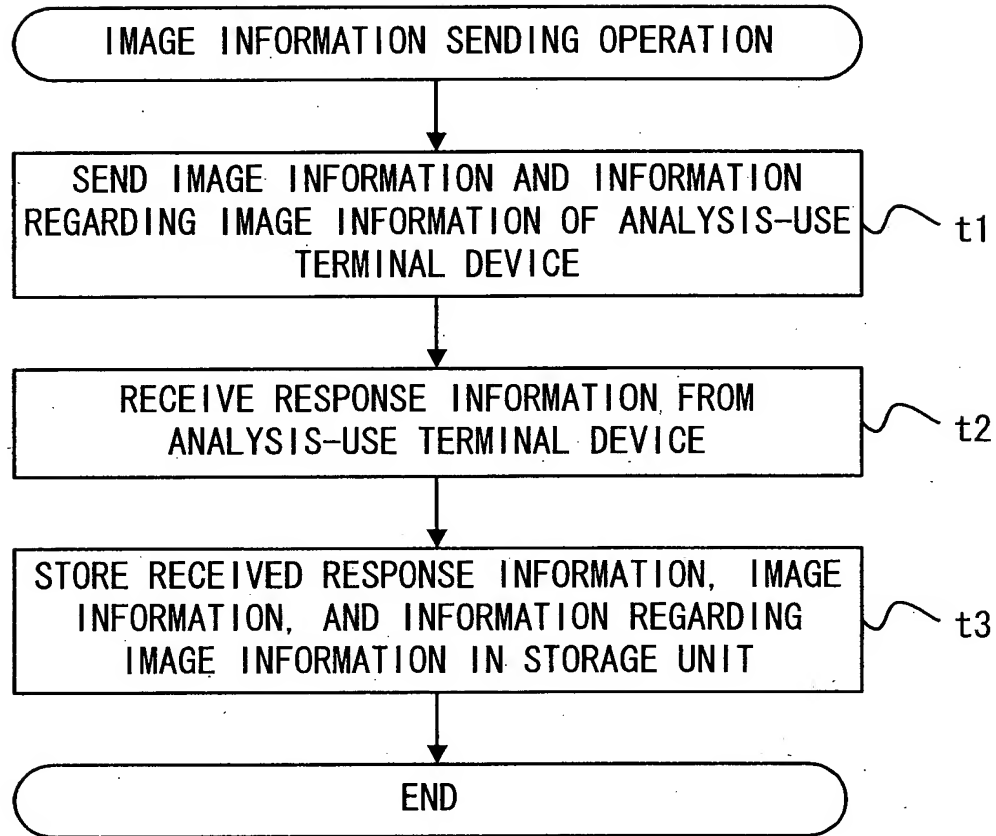 IMAGE INFORMATION SENDING OPERATION
SEND IMAGE INFORMATION AND INFORMATION
REGARDING IMAGE INFORMATION OF ANALYSIS-USE
TERMINAL DEVICE
t1
RECEIVE RESPONSE INFORMATION FROM
ANALYSIS-USE TERMINAL DEVICE
t2
STORE RECEIVED RESPONSE INFORMATION, IMAGE
INFORMATION, AND INFORMATION REGARDING
IMAGE INFORMATION IN STORAGE UNIT
t3
END